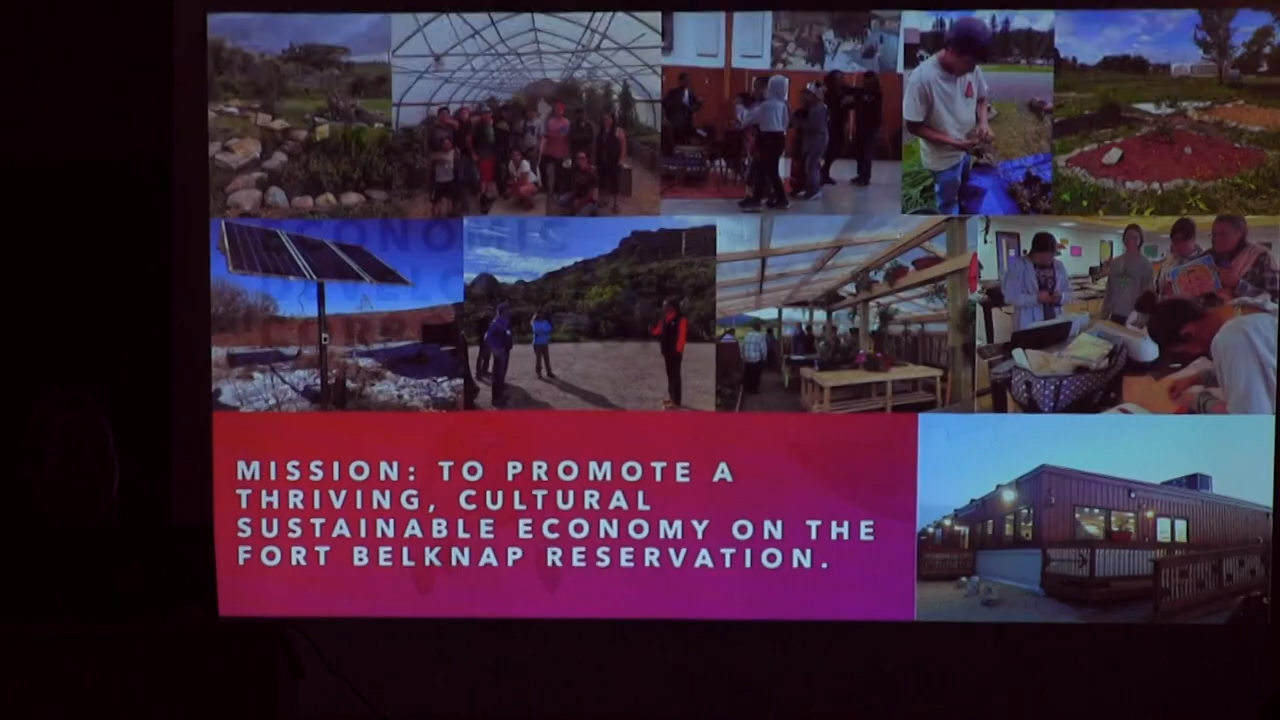 MISSION: TO PROMOTE A
THRIVING, CULTURAL
SUSTAINABLE ECONOMY ON THE
FORT BELKNAP RESERVATION.